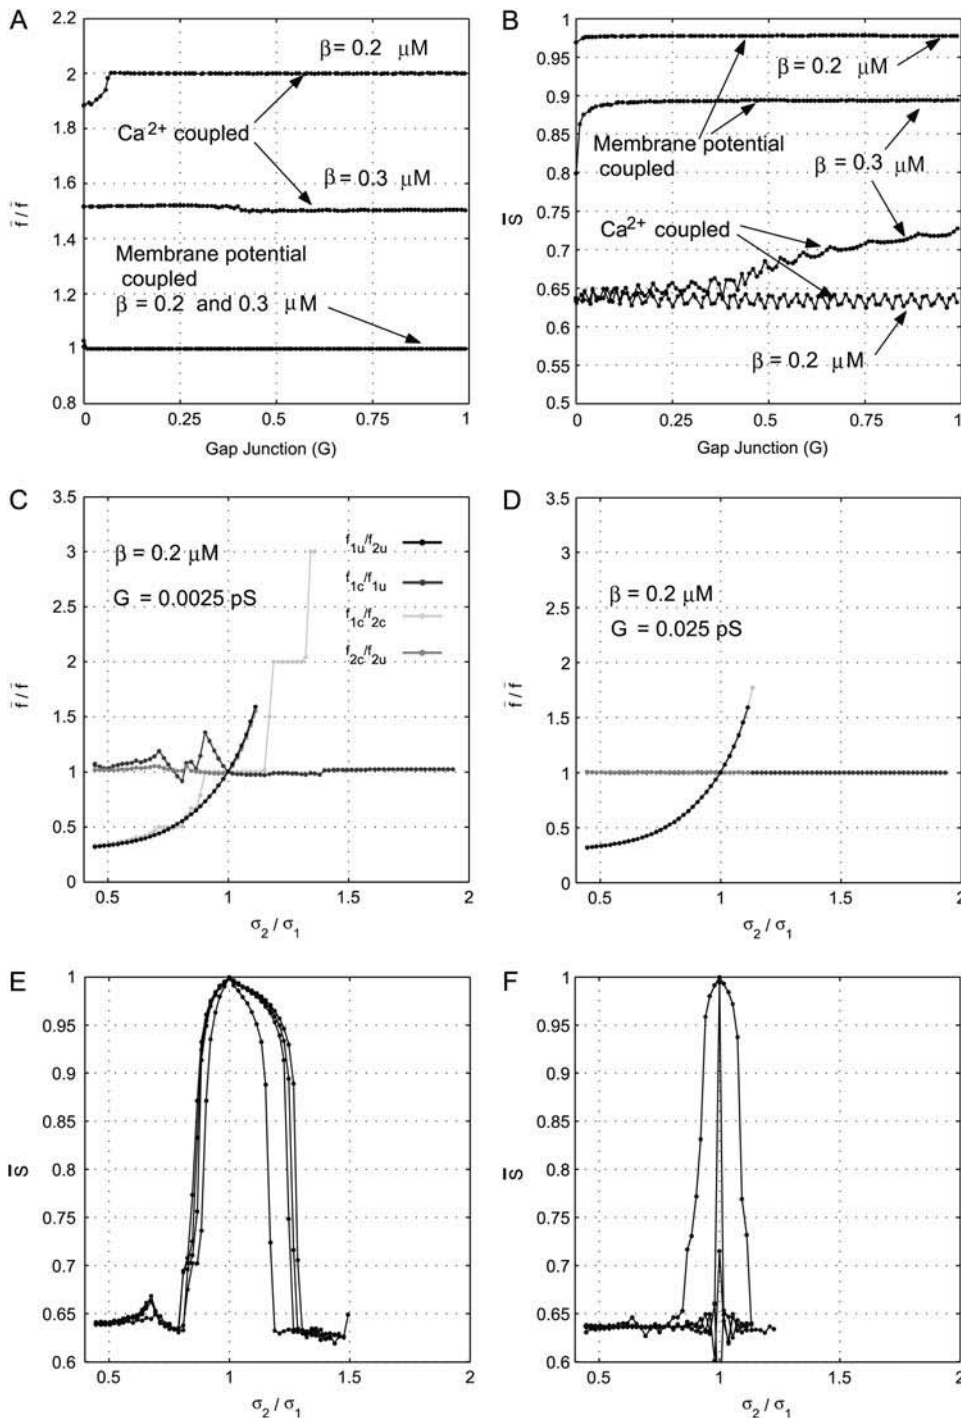 A
B
f̄ / f̄
2.2
2
1.8
1.6
1.4
1.2
1
0.8
β = 0.2 μM
Ca2+ coupled
β = 0.3 μM
Membrane potential
coupled
β = 0.2 and 0.3 μM
0
0.25
0.5
0.75
1
Gap Junction (G)
S̄
1
0.95
0.9
0.85
0.8
0.75
0.7
0.65
0.6
0.55
0.5
β = 0.2 μM
Membrane potential
coupled
β = 0.3 μM
Ca2+ coupled
β = 0.2 μM
0
0.25
0.5
0.75
1
Gap Junction (G)
C
D
f̄ / f̄
3.5
3
2.5
2
1.5
1
0.5
0
β = 0.2 μM
G = 0.0025 pS
f1u/f2u
f1c/f1u
f1c/f2c
f2c/f2u
0.5
1
1.5
2
σ2 / σ1
f̄ / f̄
3.5
3
2.5
2
1.5
1
0.5
0
β = 0.2 μM
G = 0.025 pS
0.5
1
1.5
2
σ2 / σ1
E
F
S̄
1
0.95
0.9
0.85
0.8
0.75
0.7
0.65
0.6
0.5
1
1.5
2
σ2 / σ1
S̄
1
0.95
0.9
0.85
0.8
0.75
0.7
0.65
0.6
0.5
1
1.5
2
σ2 / σ1